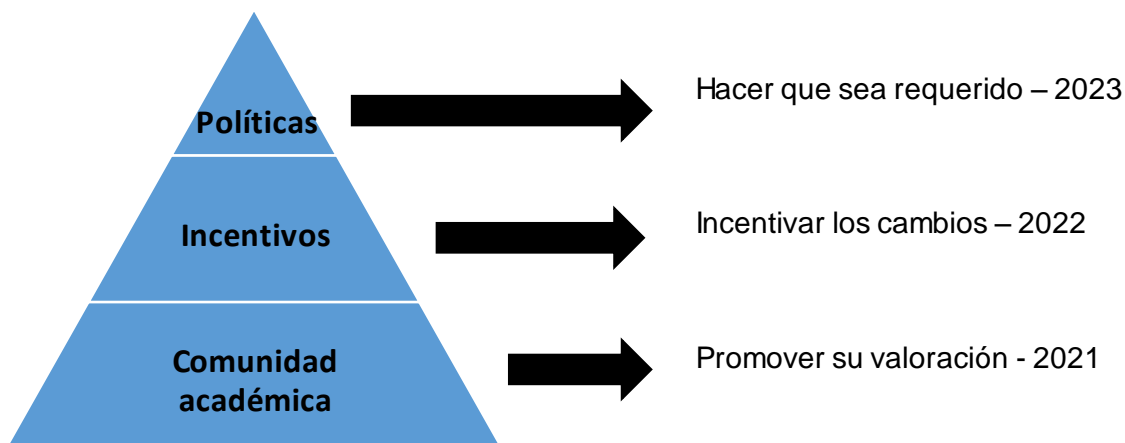 Políticas
Hacer que sea requerido – 2023
Incentivos
Incentivar los cambios – 2022
Comunidad
académica
Promover su valoración - 2021